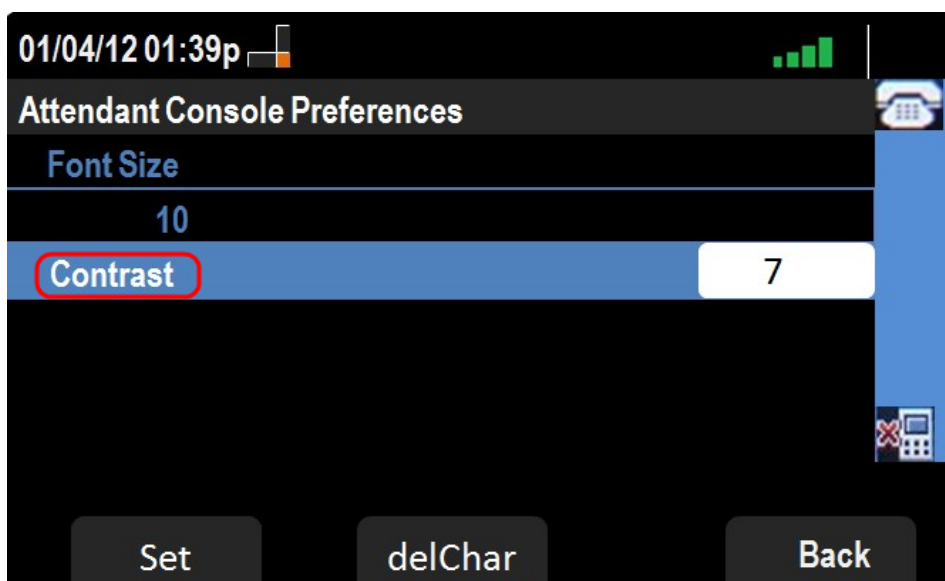 01/04/12 01:39p
Attendant Console Preferences
Font Size
10
Contrast 7
Set delChar Back